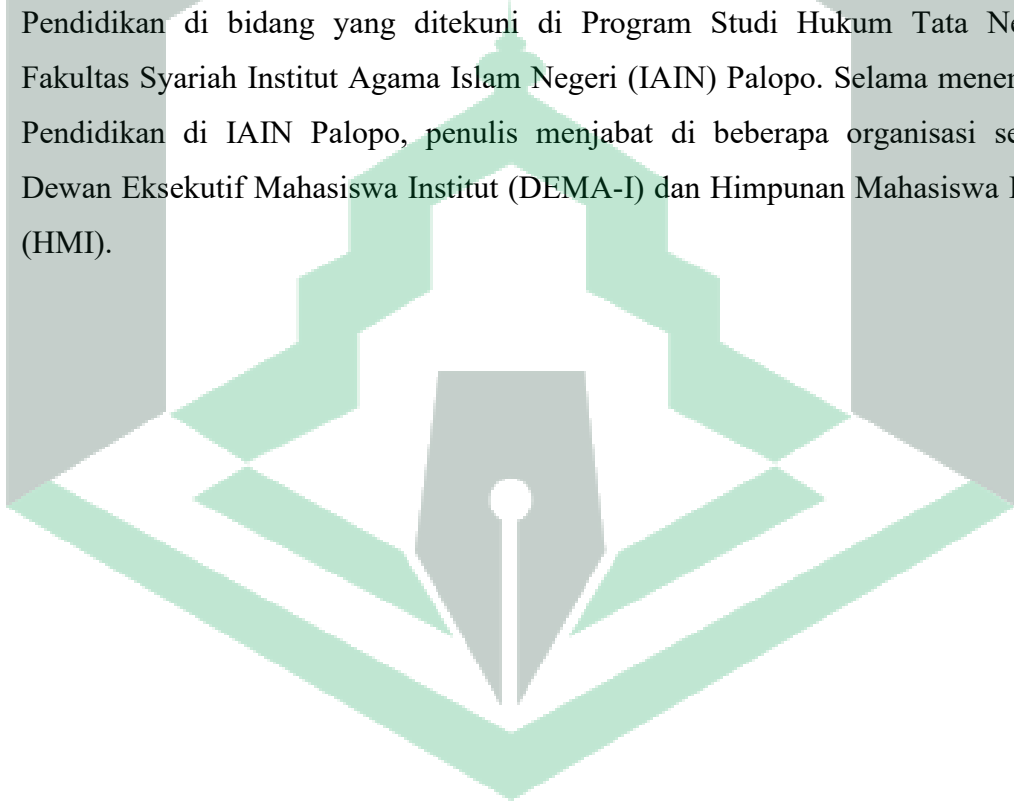 Pendidikan di bidang yang ditekuni di Program Studi Hukum Tata
Fakultas Syariah Institut Agama Islam Negeri (IAIN) Palopo. Selama
Pendidikan di IAIN Palopo, penulis menjabat di beberapa organisasi
Dewan Eksekutif Mahasiswa Institut (DEMA-I) dan Himpunan Mahasiswa
(HMI).